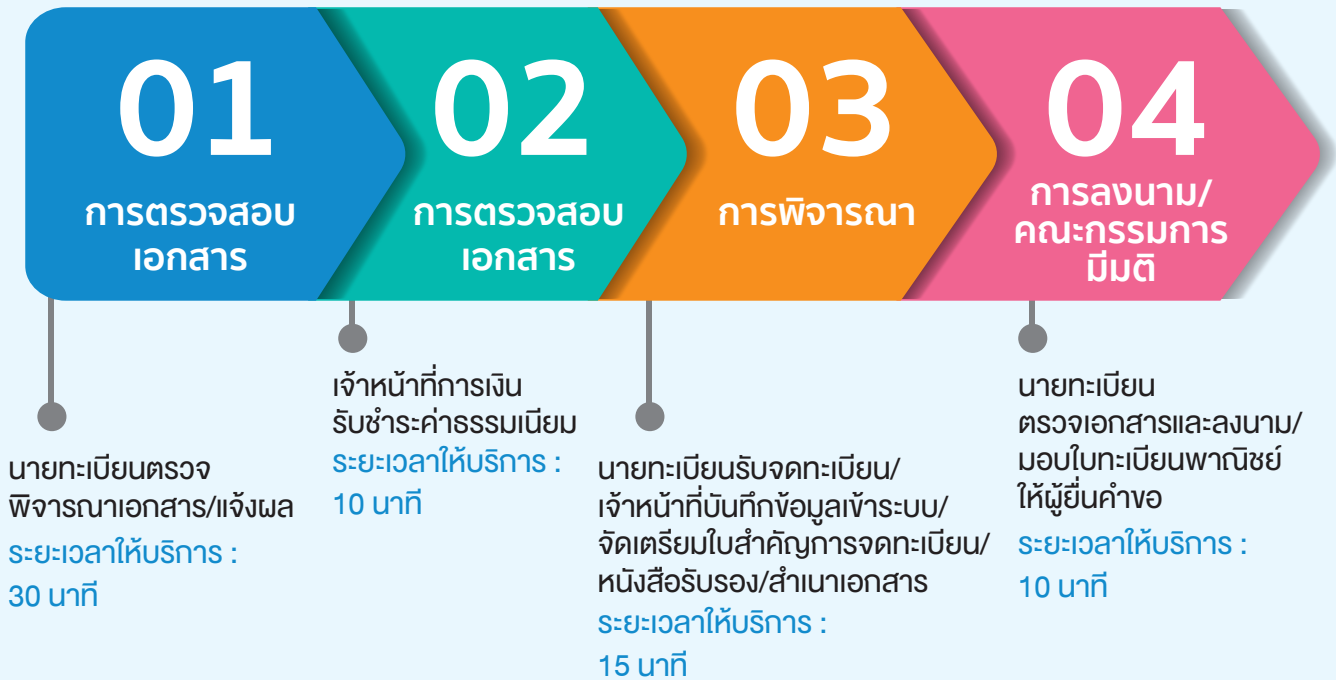 01
การตรวจสอบ
เอกสาร
02
การตรวจสอบ
เอกสาร
03
การพิจารณา
04
การลงนาม/
คณะกรรมการ
มีมติ
นายทะเบียนตรวจ
พิจารณาเอกสาร/แจ้งผล
ระยะเวลาให้บริการ :
30 นาที
เจ้าหน้าที่การเงิน
รับชำระค่าธรรมเนียม
ระยะเวลาให้บริการ :
10 นาที
นายทะเบียนรับจดทะเบียน/
เจ้าหน้าที่บันทึกข้อมูลเข้าระบบ/
จัดเตรียมใบสำคัญการจดทะเบียน/
หนังสือรับรอง/สำเนาเอกสาร
ระยะเวลาให้บริการ :
15 นาที
นายทะเบียน
ตรวจเอกสารและลงนาม/
มอบใบทะเบียนพาณิชย์
ให้ผู้ยื่นคำขอ
ระยะเวลาให้บริการ :
10 นาที